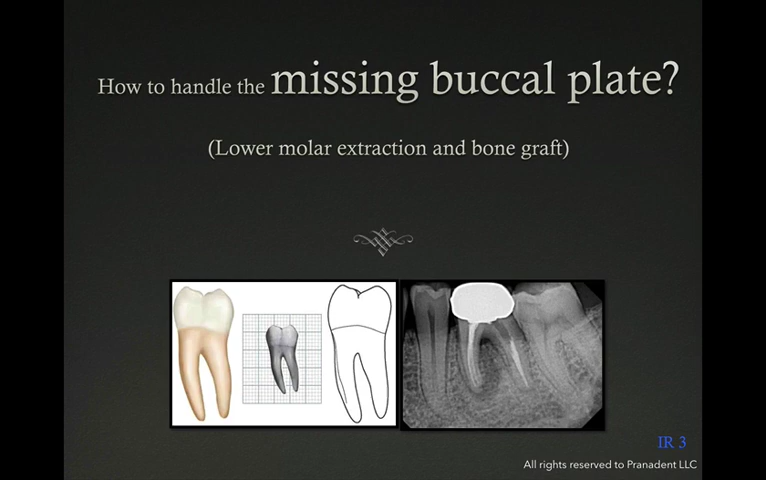 How to handle the missing buccal plate?
(Lower molar extraction and bone graft)
IR 3
All rights reserved to Pranadent LLC